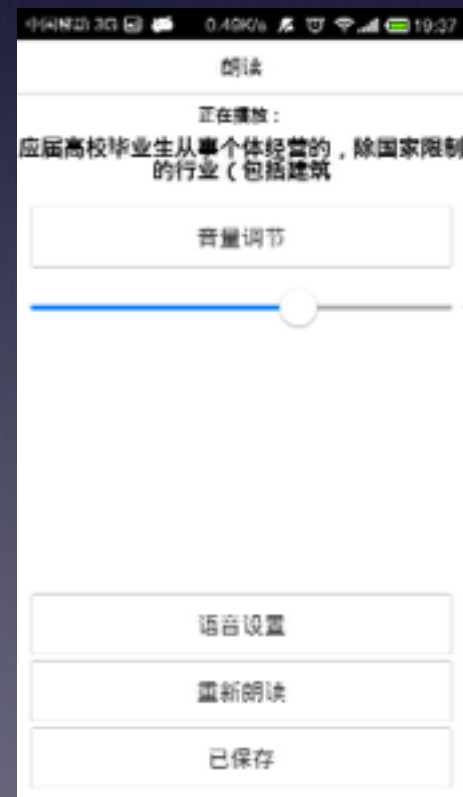 中国移动 3G 0.49K/s 19:37
朗读
正在播放：
应届高校毕业生从事个体经营的，除国家限制
的行业（包括建筑
音量调节
语音设置
重新朗读
已保存